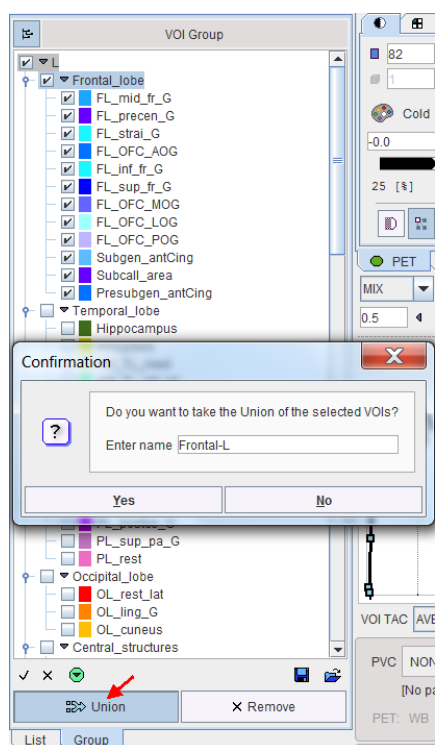 VOI Group
L
Frontal_lobe
FL_mid_fr_G
FL_precen_G
FL_strai_G
FL_OFC_AOG
FL_inf_fr_G
FL_sup_fr_G
FL_OFC_MOG
FL_OFC_LOG
FL_OFC_POG
Subgen_antCing
Subcall_area
Presubgen_antCing
Temporal_lobe
Hippocampus
Confirmation
Do you want to take the Union of the selected VOIs?
Enter name Frontal-L
Yes No
PL_sup_pa_G
PL_rest
Occipital_lobe
OL_rest_lat
OL_ling_G
OL_cuneus
Central_structures
Union Remove
List Group
82
1
Cold
-0.0
25 [%]
PET
MIX
0.5
VOI TAC AVE
PVC NON
[No pa
PET: WB